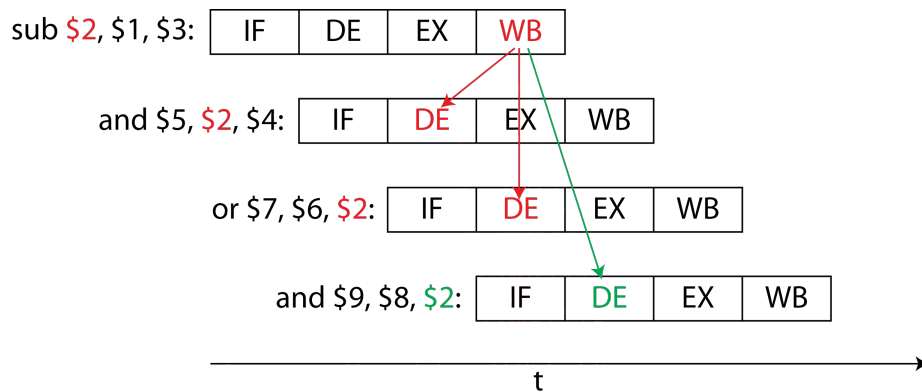 sub $2, $1, $3: IF DE EX WB
and $5, $2, $4: IF DE EX WB
or $7, $6, $2: IF DE EX WB
and $9, $8, $2: IF DE EX WB
t